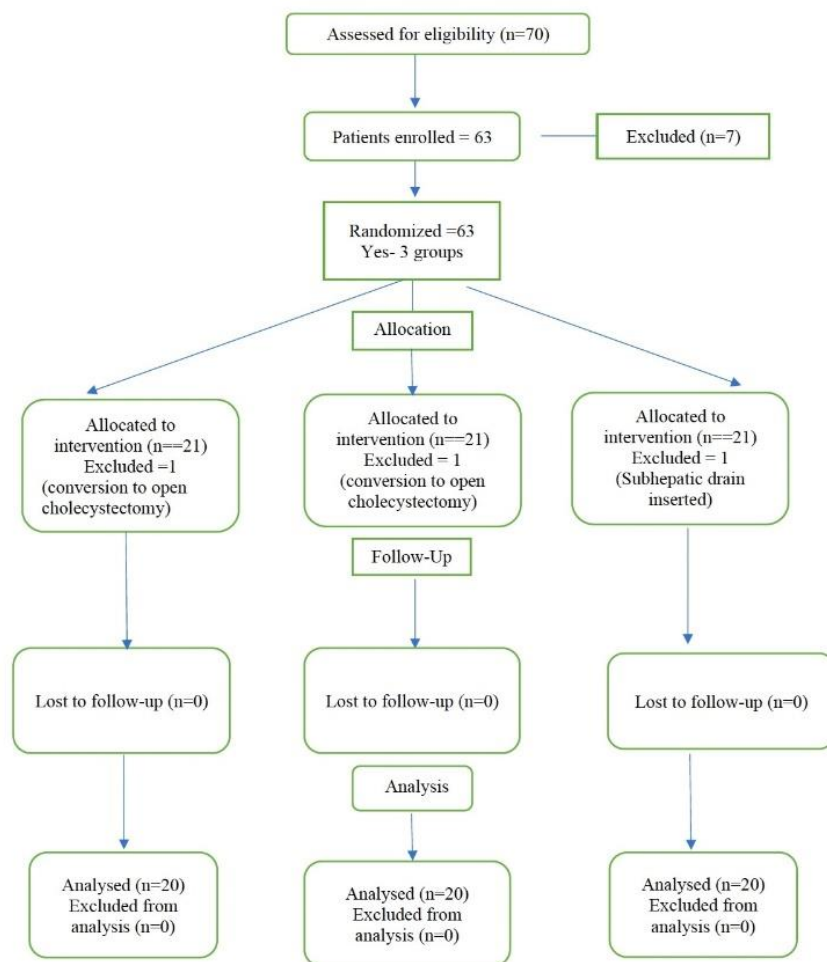 Assessed for eligibility (n=70)
Patients enrolled = 63
Excluded (n=7)
Randomized =63
Yes- 3 groups
Allocation
Allocated to
intervention (n==21)
Excluded =1
(conversion to open
cholecystectomy)
Allocated to
intervention (n==21)
Excluded = 1
(conversion to open
cholecystectomy)
Allocated to
intervention (n==21)
Excluded = 1
(Subhepatic drain
inserted)
Follow-Up
Lost to follow-up (n=0)
Lost to follow-up (n=0)
Lost to follow-up (n=0)
Analysis
Analysed (n=20)
Excluded from
analysis (n=0)
Analysed (n=20)
Excluded from
analysis (n=0)
Analysed (n=20)
Excluded from
analysis (n=0)